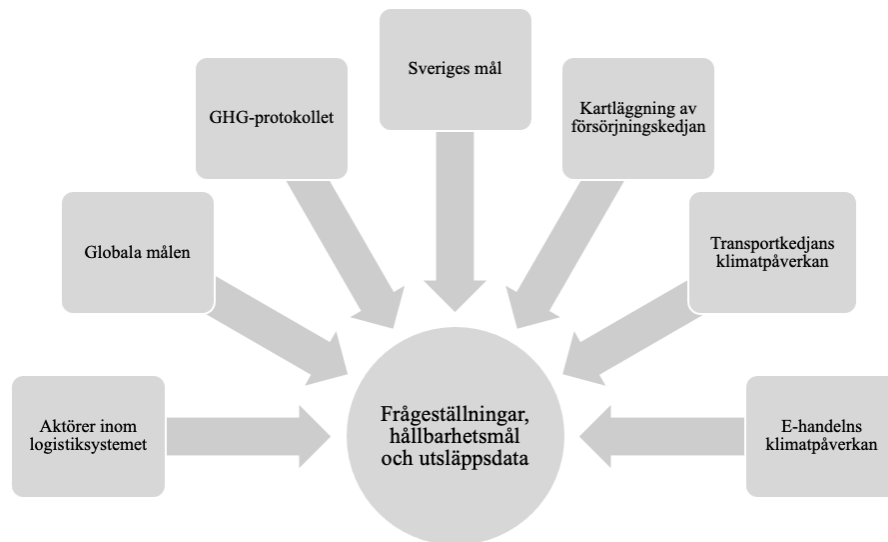 Sveriges mål
GHG-protokollet
Kartläggning av
försörjningskedjan
Globala målen
Transportkedjans
klimatpåverkan
Aktörer inom
logistiksystemet
Frågeställningar,
hållbarhetsmål
och utsläppsdata
E-handelns
klimatpåverkan